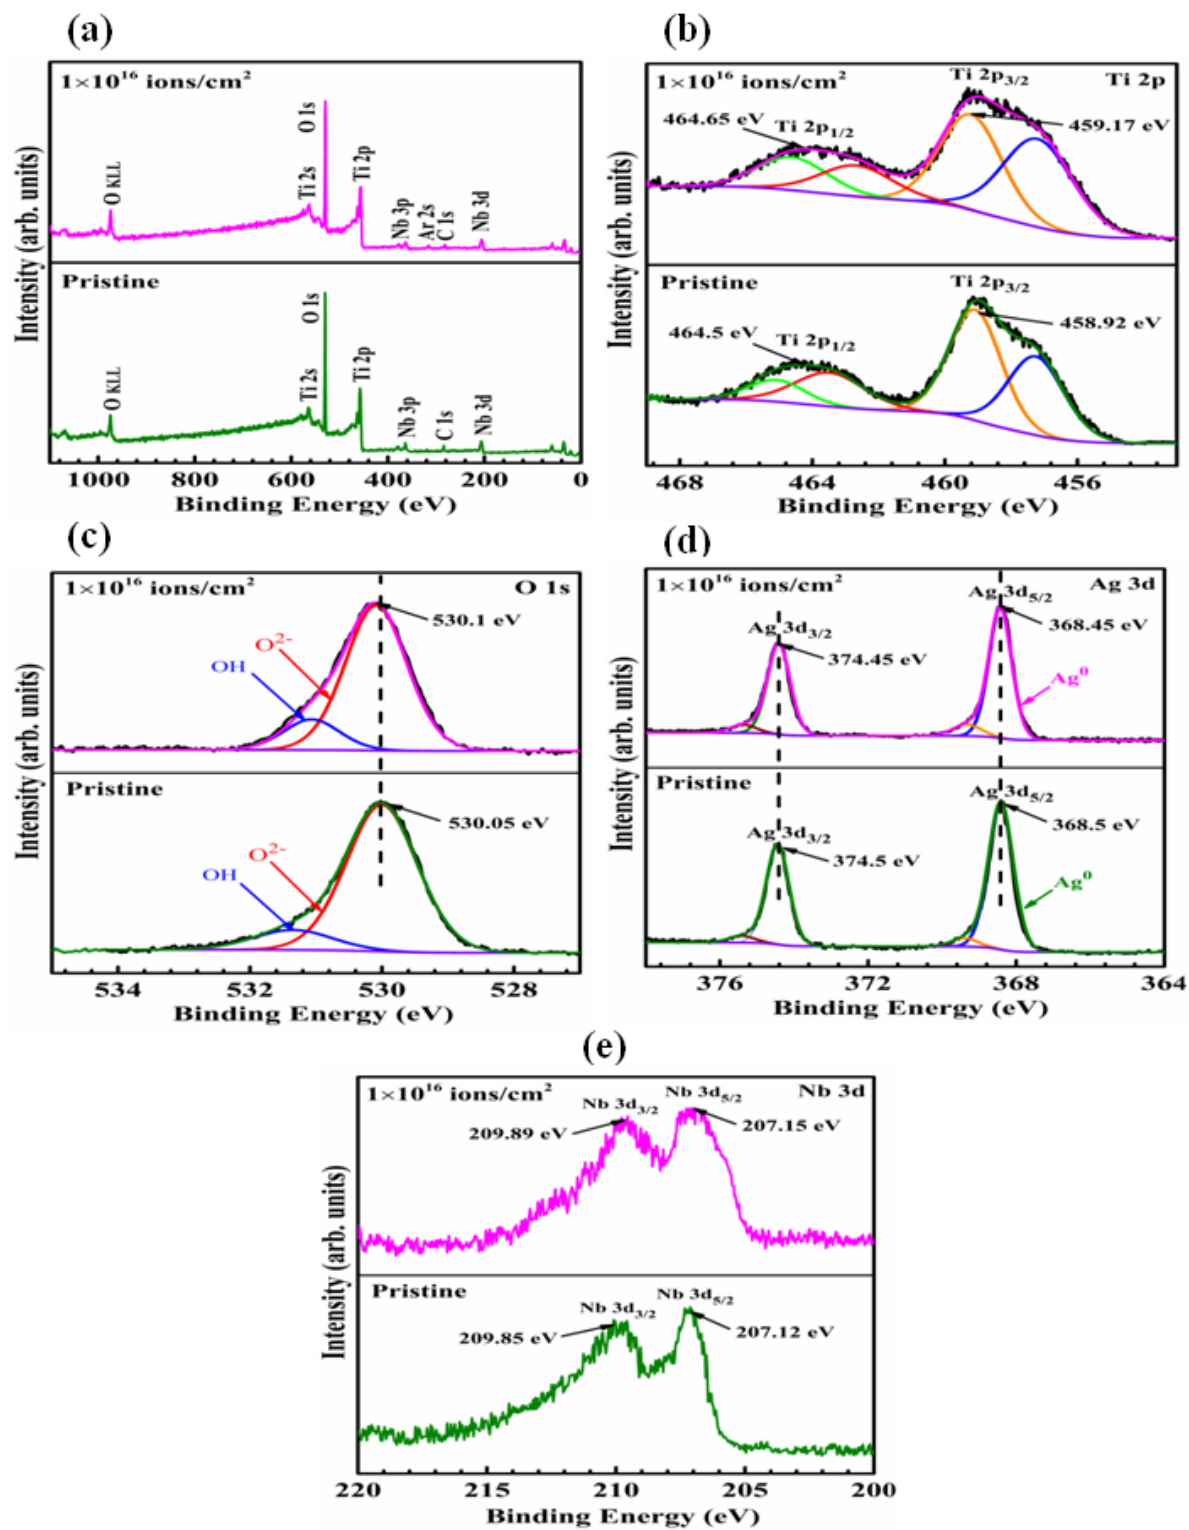 (a)
1×10¹⁶ ions/cm²
O KLL
Ti 2s
O 1s
Ti 2p
Nb 3p
Ar 2s
C 1s
Nb 3d
Pristine
O KLL
Ti 2s
O 1s
Ti 2p
Nb 3p
C 1s
Nb 3d
Intensity (arb. units)
1000 800 600 400 200 0
Binding Energy (eV)
(b)
1×10¹⁶ ions/cm²
Ti 2p₃/₂
Ti 2p
464.65 eV
Ti 2p₁/₂
459.17 eV
Pristine
Ti 2p₃/₂
464.5 eV
Ti 2p₁/₂
458.92 eV
Intensity (arb. units)
468 464 460 456
Binding Energy (eV)
(c)
1×10¹⁶ ions/cm²
O 1s
530.1 eV
O²⁻
OH
Pristine
530.05 eV
O²⁻
OH
Intensity (arb. units)
534 532 530 528
Binding Energy (eV)
(d)
1×10¹⁶ ions/cm²
Ag 3d₅/₂
Ag 3d
Ag 3d₃/₂
368.45 eV
374.45 eV
Ag⁰
Pristine
Ag 3d₅/₂
Ag 3d₃/₂
368.5 eV
374.5 eV
Ag⁰
Intensity (arb. units)
376 372 368 364
Binding Energy (eV)
(e)
1×10¹⁶ ions/cm²
Nb 3d₃/₂
Nb 3d₅/₂
Nb 3d
209.89 eV
207.15 eV
Pristine
Nb 3d₃/₂
Nb 3d₅/₂
209.85 eV
207.12 eV
Intensity (arb. units)
220 215 210 205 200
Binding Energy (eV)